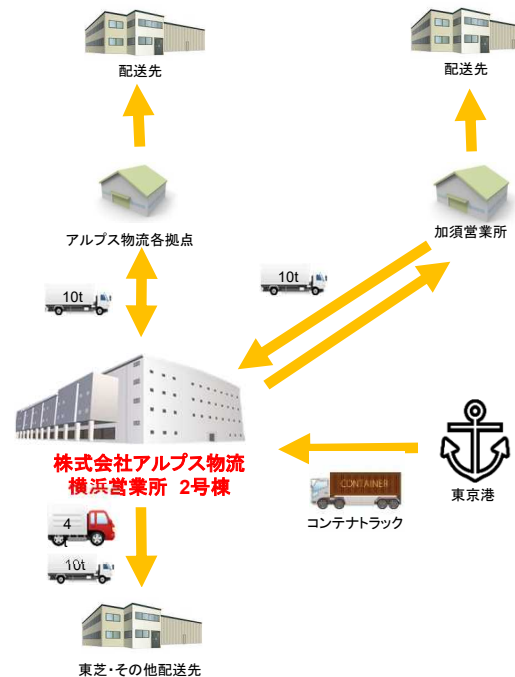 配送先
配送先
アルプス物流各拠点
加須営業所
10t
10t
株式会社アルプス物流
横浜営業所 2号棟
CONTAINER
コンテナトラック
東京港
4
t
10t
東芝・その他配送先